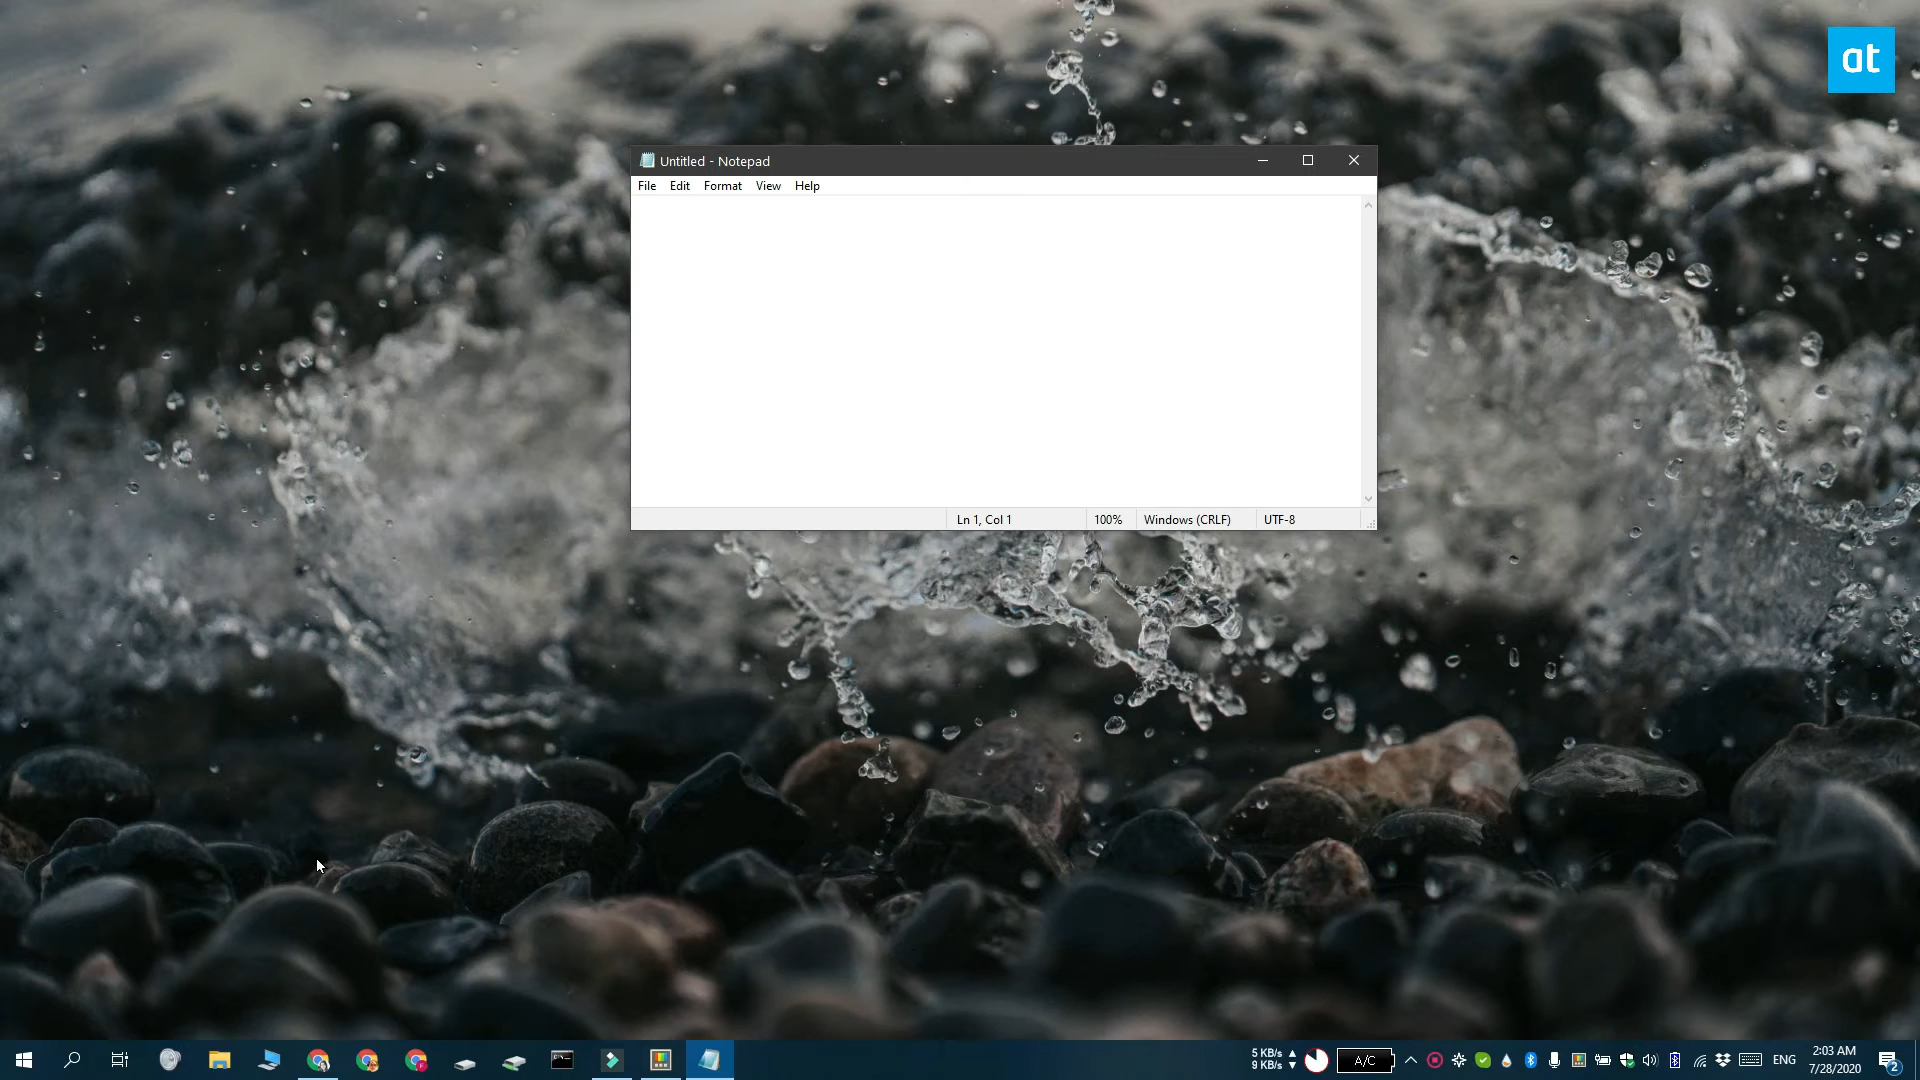 at
Untitled - Notepad
File Edit Format View Help
Ln 1, Col 1 100% Windows (CRLF) UTF-8
5 KB/s
9 KB/s
A/C
ENG
2:03 AM
7/28/2020
2